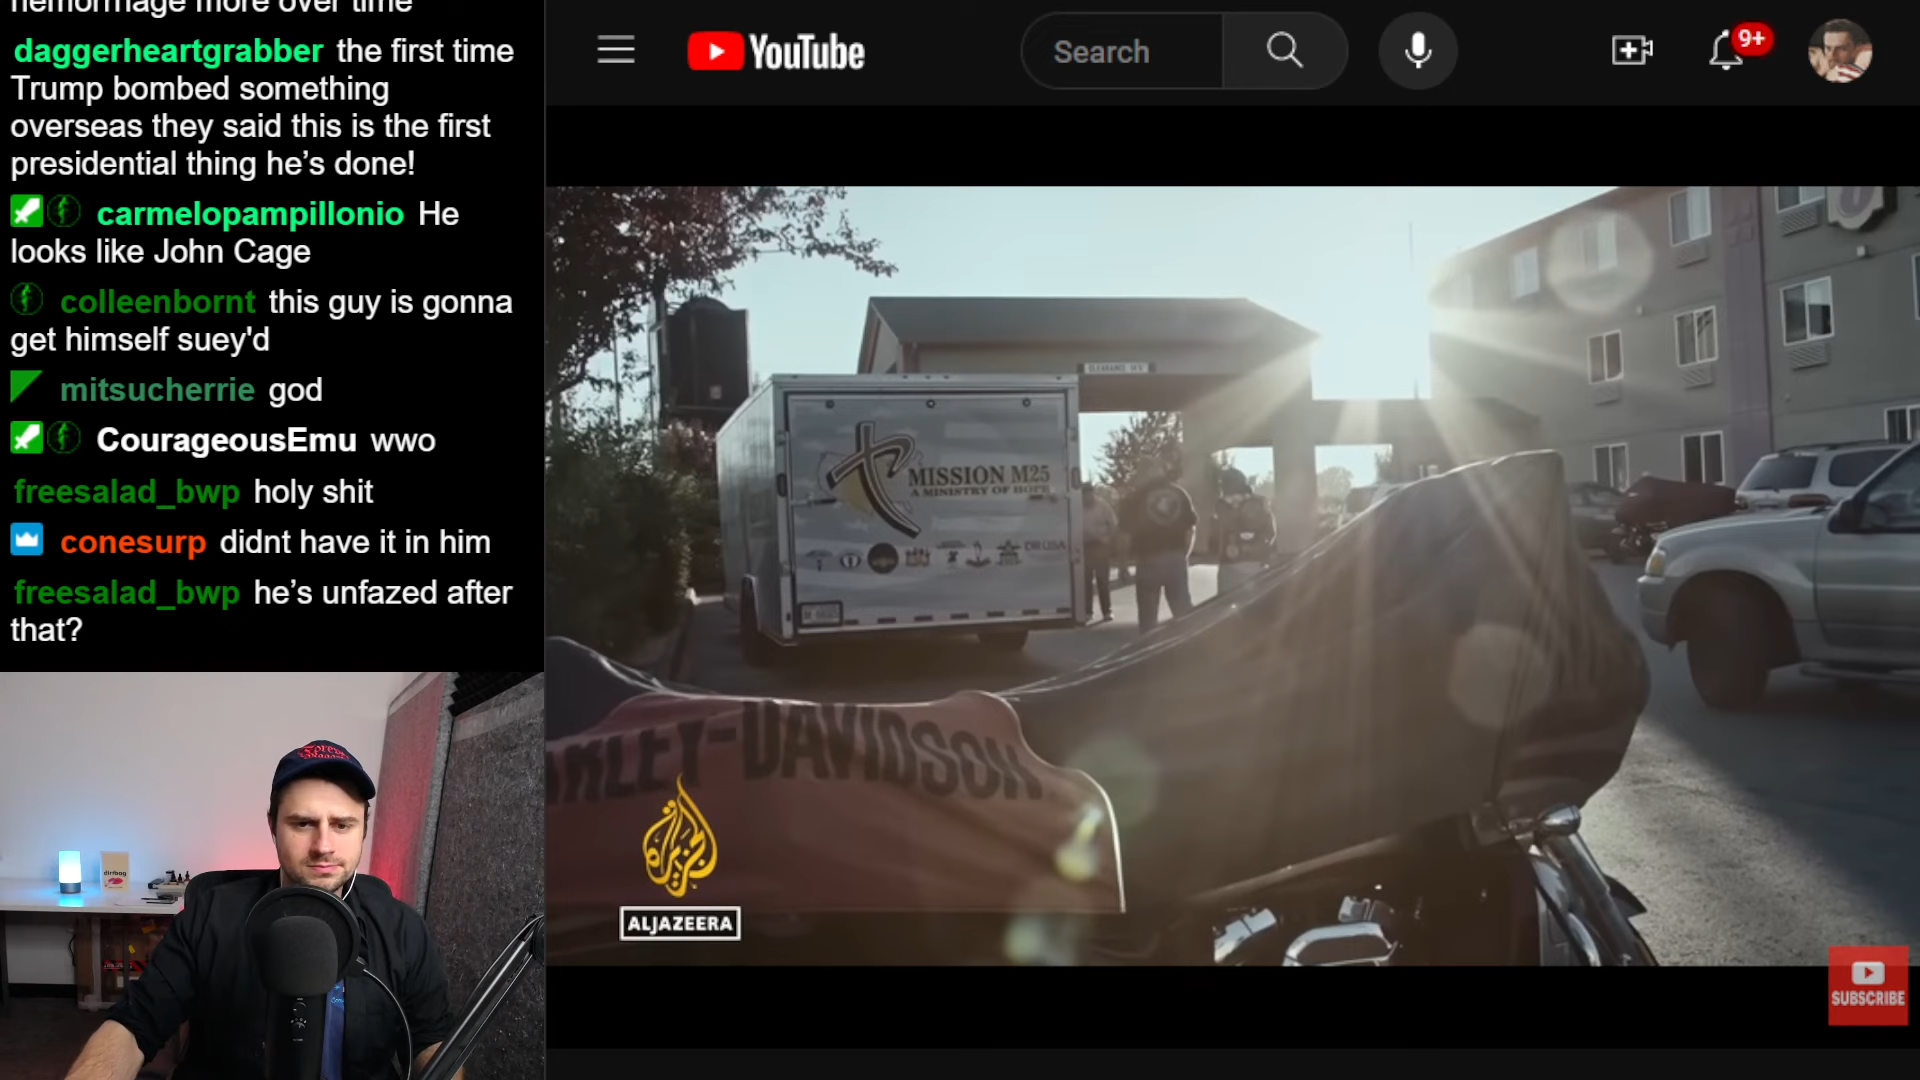 hemorrhage more over time
daggerheartgrabber the first time
Trump bombed something
overseas they said this is the first
presidential thing he's done!
carmelopampillonio He
looks like John Cage
colleenbornt this guy is gonna
get himself suey'd
mitsucherrie god
CourageousEmu wwo
freesalad_bwp holy shit
conesurp didnt have it in him
freesalad_bwp he's unfazed after
that?
YouTube
Search
9+
MISSION M25
A MINISTRY OF HOPE
ARLEY-DAVIDSON
الجزيرة
ALJAZEERA
SUBSCRIBE
dirtbag